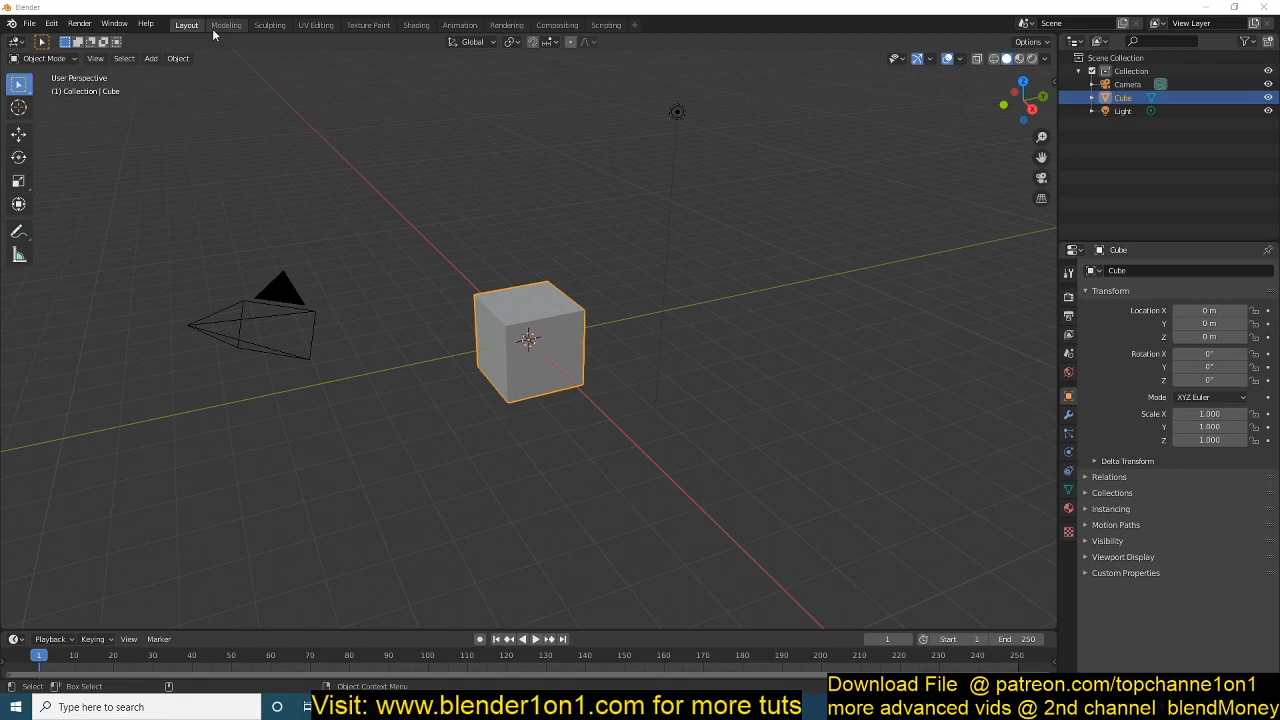 Blender
File Edit Render Window Help Layout Modeling Sculpting UV Editing Texture Paint Shading Animation Rendering Compositing Scripting + Scene View Layer
Global Options
Object Mode View Select Add Object
User Perspective
(1) Collection | Cube
Z
Y
X
Scene Collection
Collection
Camera
Cube
Light
Cube
Cube
Transform
Location X 0 m
Y 0 m
Z 0 m
Rotation X 0°
Y 0°
Z 0°
Mode XYZ Euler
Scale X 1.000
Y 1.000
Z 1.000
Delta Transform
Relations
Collections
Instancing
Motion Paths
Visibility
Viewport Display
Custom Properties
Playback Keying View Marker 1 Start 1 End 250
1 10 20 30 40 50 60 70 80 90 100 110 120 130 140 150 160 170 180 190 200 210 220 230 240 250
Select Box Select Object Context Menu
Type here to search
Visit: www.blender1on1.com for more tuts
Download File @ patreon.com/topchanne1on1
more advanced vids @ 2nd channel blendMoney